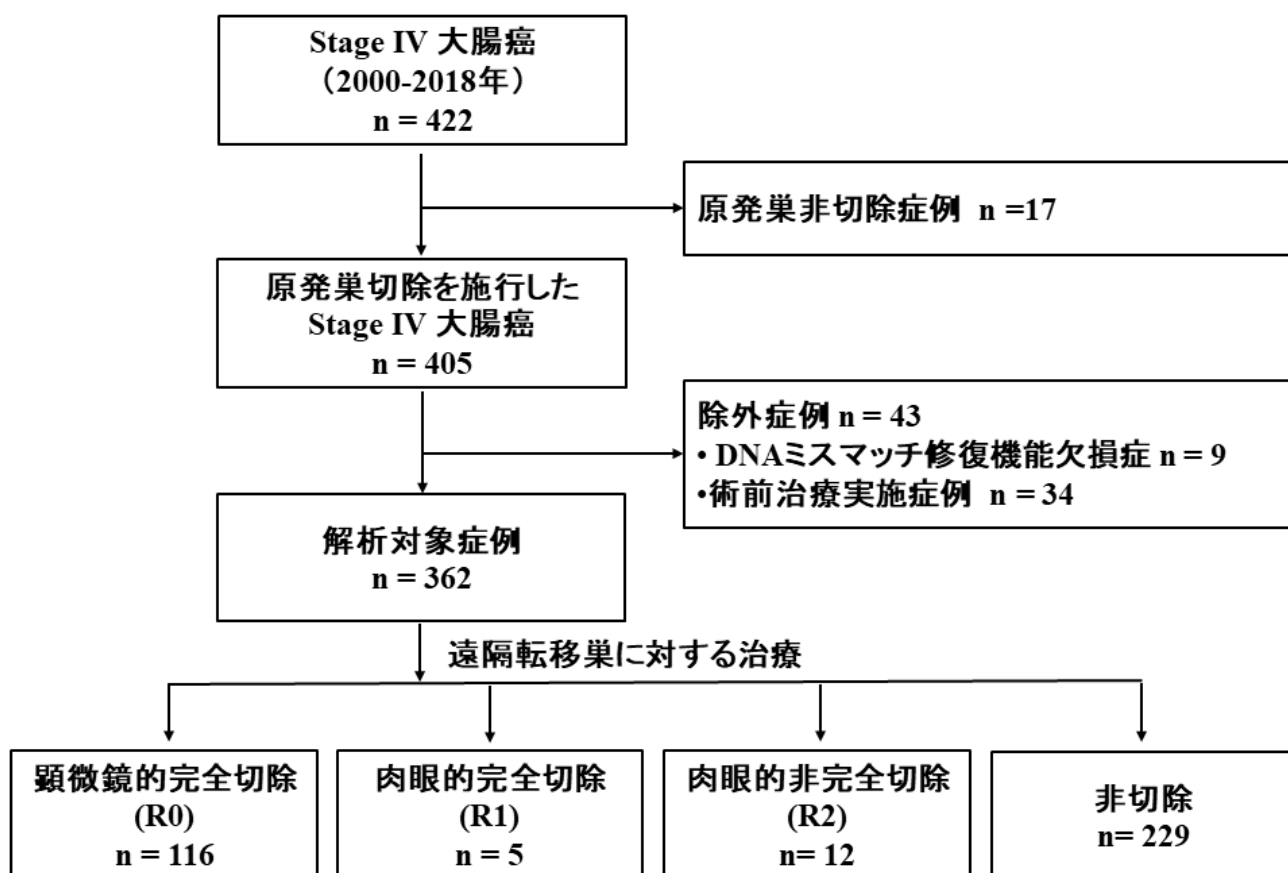 Stage IV 大腸癌
（2000-2018年）
n = 422
原発巣非切除症例 n =17
原発巣切除を施行した
Stage IV 大腸癌
n = 405
除外症例 n = 43
• DNAミスマッチ修復機能欠損症 n = 9
•術前治療実施症例 n = 34
解析対象症例
n = 362
遠隔転移巣に対する治療
顕微鏡的完全切除
(R0)
n = 116
肉眼的完全切除
(R1)
n = 5
肉眼的非完全切除
(R2)
n= 12
非切除
n= 229